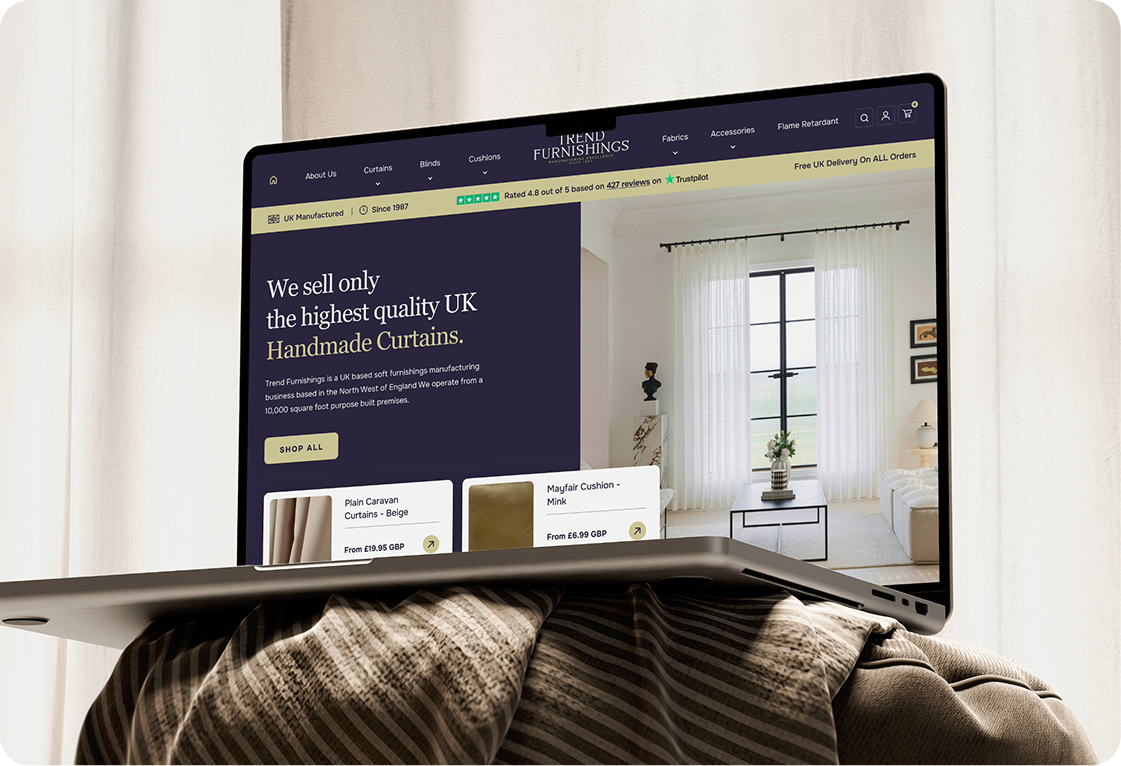 About Us
Curtains
Blinds
Cushions
TREND
FURNISHINGS
MANUFACTURING EXCELLENCE
SINCE 1987
Fabrics
Accessories
Flame Retardant
UK Manufactured | Since 1987
Rated 4.8 out of 5 based on 427 reviews on Trustpilot
Free UK Delivery On ALL Orders
We sell only
the highest quality UK
Handmade Curtains.
Trend Furnishings is a UK based soft furnishings manufacturing
business based in the North West of England We operate from a
10,000 square foot purpose built premises.
SHOP ALL
Plain Caravan
Curtains - Beige
From £19.95 GBP
Mayfair Cushion -
Mink
From £6.99 GBP